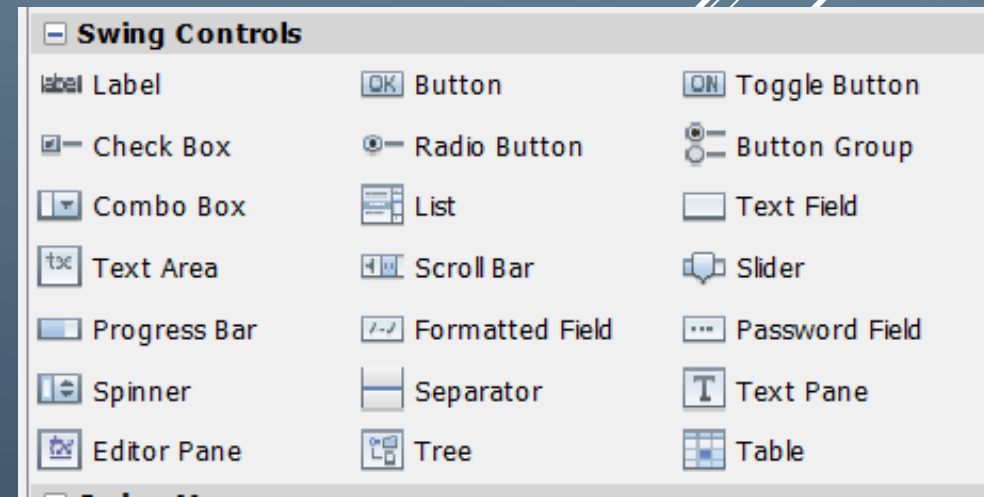 Swing Controls
label Label OK Button ON Toggle Button
Check Box Radio Button Button Group
Combo Box List Text Field
Text Area Scroll Bar Slider
Progress Bar Formatted Field Password Field
Spinner Separator T Text Pane
Editor Pane Tree Table